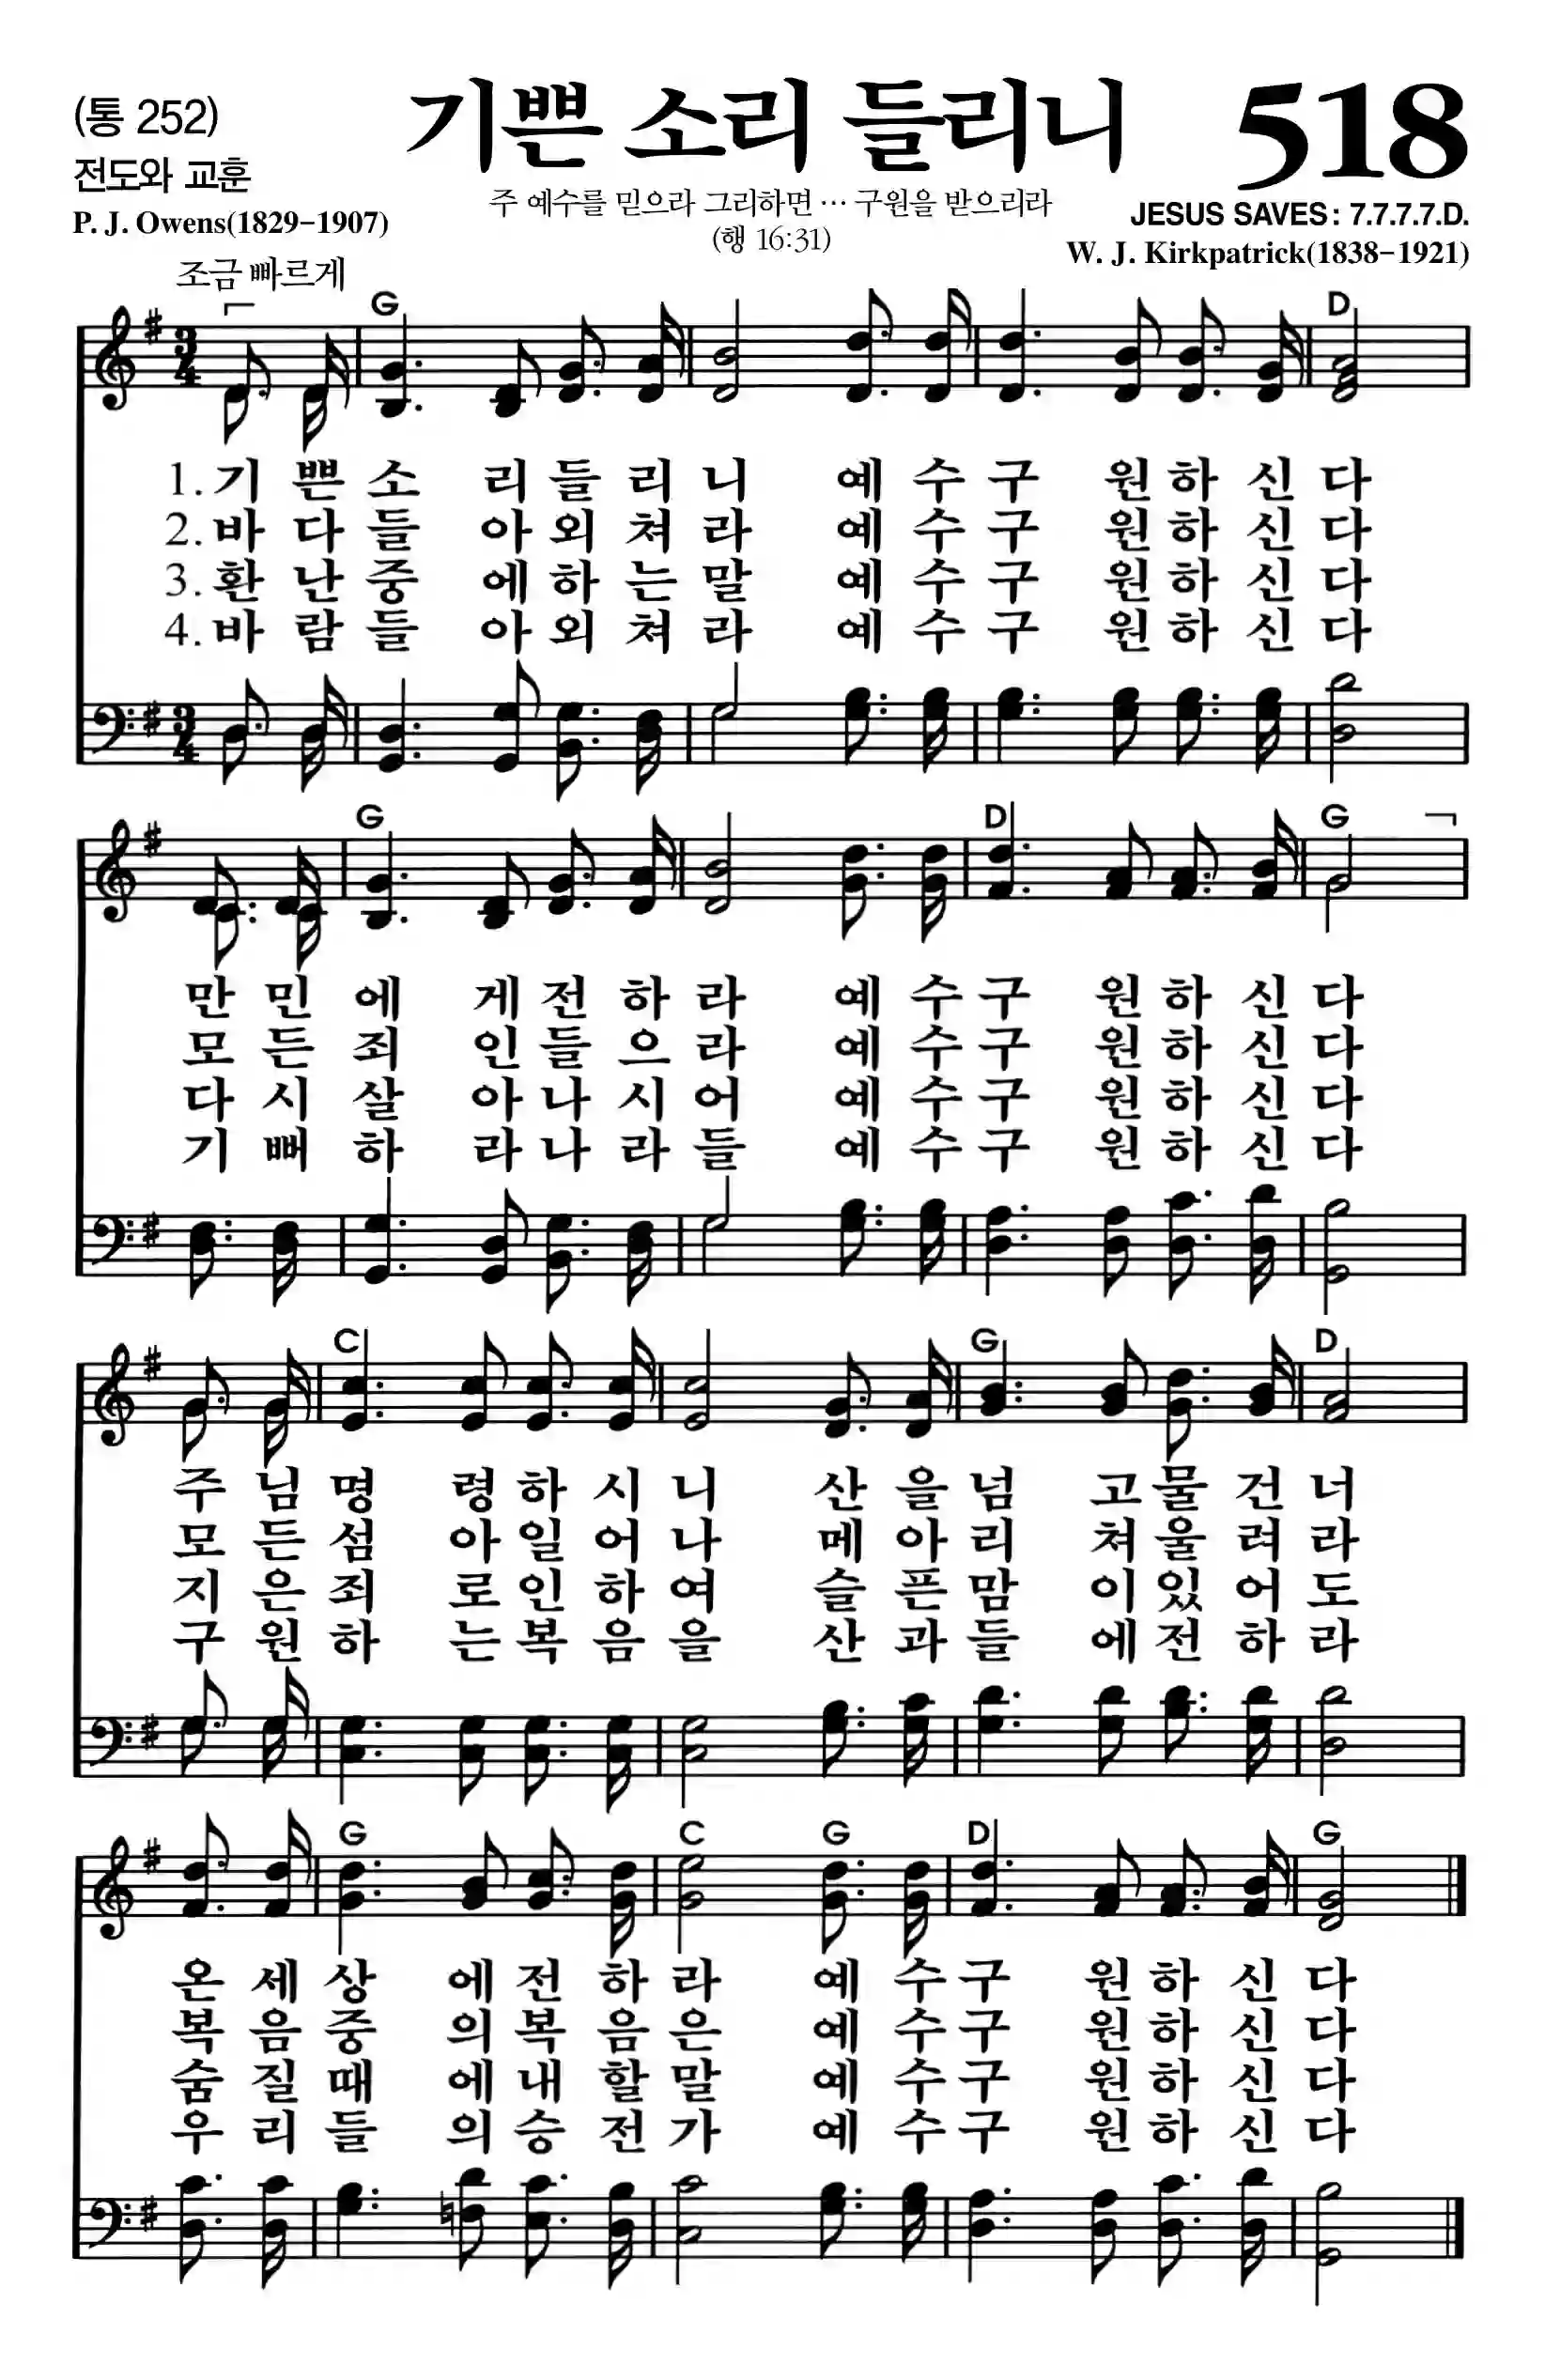 (통 252)
기쁜 소리 들리니
518
전도와 교훈
주 예수를 믿으라 그리하면 … 구원을 받으리라
P. J. Owens(1829-1907)
JESUS SAVES: 7.7.7.7.D.
(행 16:31)
W. J. Kirkpatrick(1838-1921)
조금 빠르게
G D
3 4
1. 기 쁜 소 리 들 리 니 예 수 구 원 하 신 다
2. 바 다 들 아 외 쳐 라 예 수 구 원 하 신 다
3. 환 난 중 에 하 는 말 예 수 구 원 하 신 다
4. 바 람 들 아 외 쳐 라 예 수 구 원 하 신 다
3 4
G D G
만 민 에 게 전 하 라 예 수 구 원 하 신 다
모 든 죄 인 들 으 라 예 수 구 원 하 신 다
다 시 살 아 나 시 어 예 수 구 원 하 신 다
기 뻐 하 라 나 라 들 예 수 구 원 하 신 다
C G D
주 님 명 령 하 시 니 산 을 넘 고 물 건 너
모 든 섬 아 일 어 나 메 아 리 쳐 울 려 라
지 은 죄 로 인 하 여 슬 픈 맘 이 있 어 도
구 원 하 는 복 음 을 산 과 들 에 전 하 라
G C G D G
온 세 상 에 전 하 라 예 수 구 원 하 신 다
복 음 중 의 복 음 은 예 수 구 원 하 신 다
숨 질 때 에 내 할 말 예 수 구 원 하 신 다
우 리 들 의 승 전 가 예 수 구 원 하 신 다